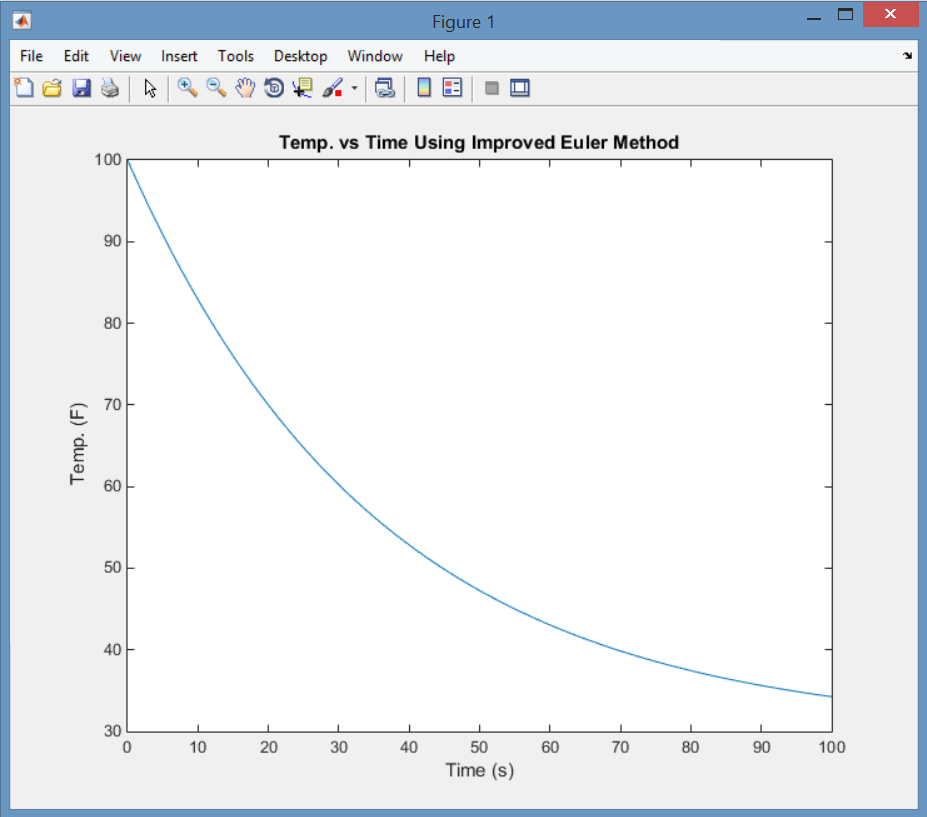 Figure 1
File Edit View Insert Tools Desktop Window Help
Temp. vs Time Using Improved Euler Method
100
90
80
70
60
50
40
30
Temp. (F)
0 10 20 30 40 50 60 70 80 90 100
Time (s)